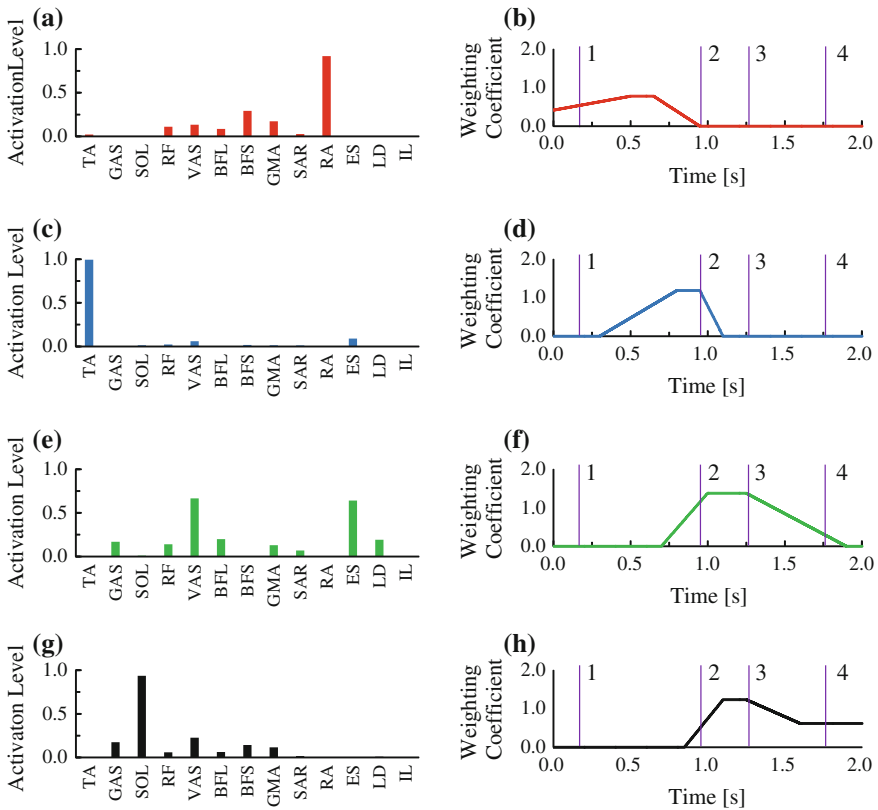 (a)
ActivationLevel
1.0
0.5
0.0
TA GAS SOL RF VAS BFL BFS GMA SAR RA ES LD IL
(b)
Weighting
Coefficient
2.0
1.0
0.0
1 2 3 4
0.0 0.5 1.0 1.5 2.0
Time [s]
(c)
Activation Level
1.0
0.5
0.0
TA GAS SOL RF VAS BFL BFS GMA SAR RA ES LD IL
(d)
Weighting
Coefficient
2.0
1.0
0.0
1 2 3 4
0.0 0.5 1.0 1.5 2.0
Time [s]
(e)
Activation Level
1.0
0.5
0.0
TA GAS SOL RF VAS BFL BFS GMA SAR RA ES LD IL
(f)
Weighting
Coefficient
2.0
1.0
0.0
1 2 3 4
0.0 0.5 1.0 1.5 2.0
Time [s]
(g)
Activaton Level
1.0
0.5
0.0
TA GAS SOL RF VAS BFL BFS GMA SAR RA ES LD IL
(h)
Weighting
Coefficient
2.0
1.0
0.0
1 2 3 4
0.0 0.5 1.0 1.5 2.0
Time [s]